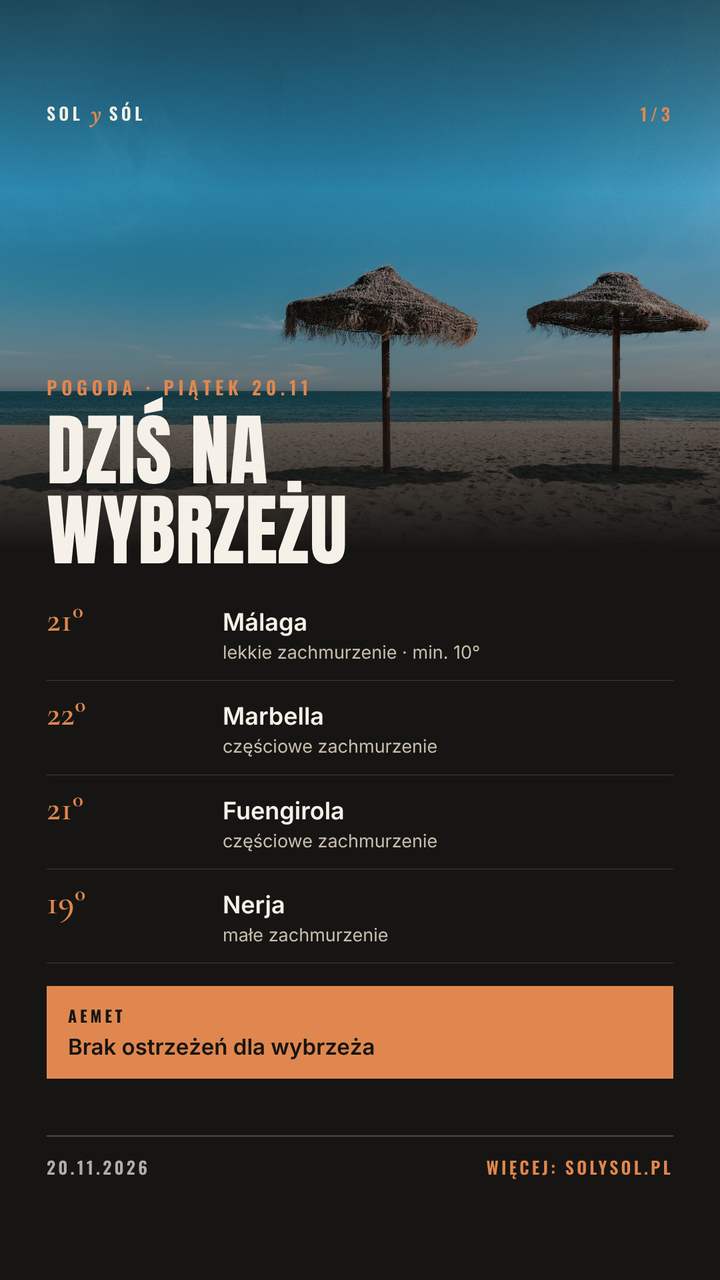 SOL y SÓL
1/3
POGODA · PIĄTEK 20.11
DZIŚ NA
WYBRZEŻU
21°
Málaga
lekkie zachmurzenie · min. 10°
22°
Marbella
częściowe zachmurzenie
21°
Fuengirola
częściowe zachmurzenie
19°
Nerja
małe zachmurzenie
AEMET
Brak ostrzeżeń dla wybrzeża
20.11.2026
WIĘCEJ: SOLYSOL.PL